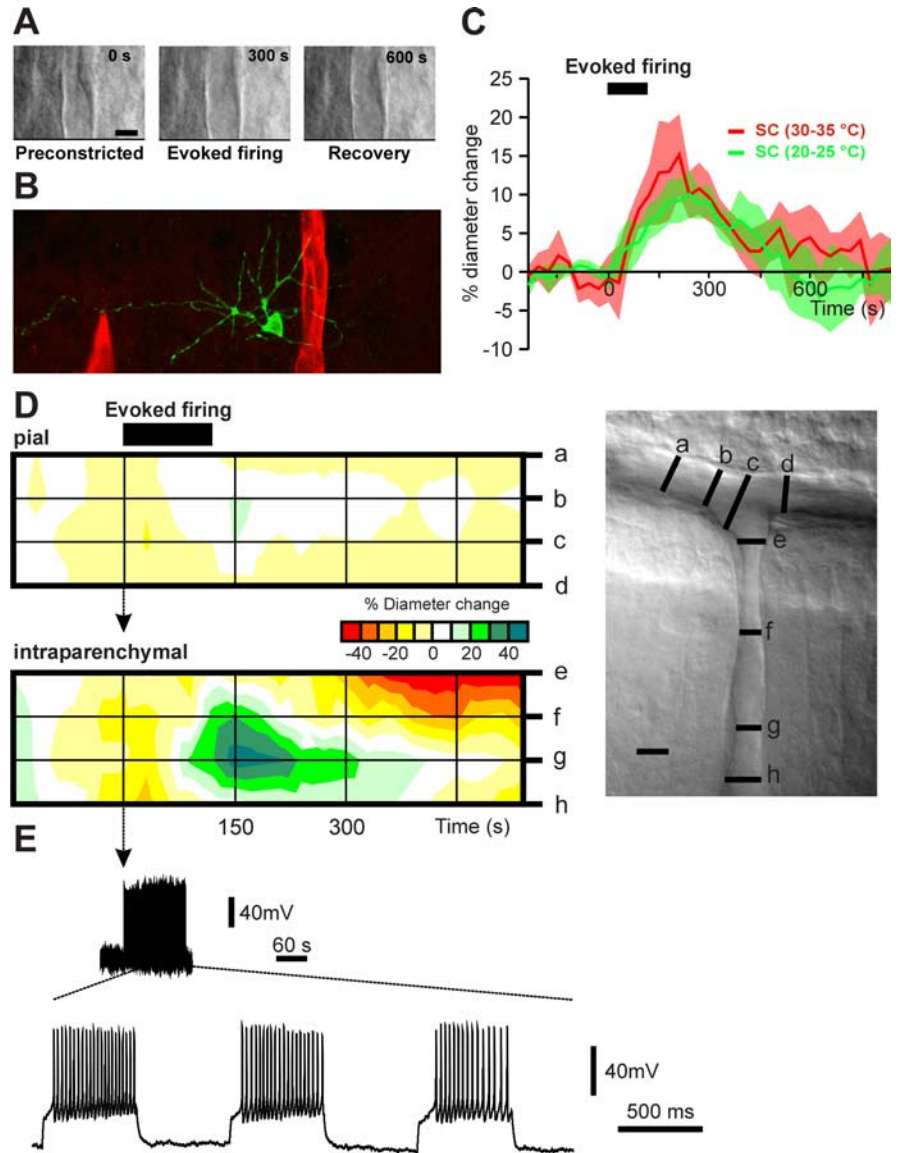 A
0 s
300 s
600 s
Preconstricted
Evoked firing
Recovery
B
C
Evoked firing
25
20
15
10
5
0
-5
-10
% diameter change
SC (30-35 °C)
SC (20-25 °C)
0
300
600
Time (s)
D
Evoked firing
pial
a
b
c
d
% Diameter change
-40
-20
0
20
40
intraparenchymal
e
f
g
h
150
300
Time (s)
a
b
c
d
e
f
g
h
E
40mV
60 s
40mV
500 ms